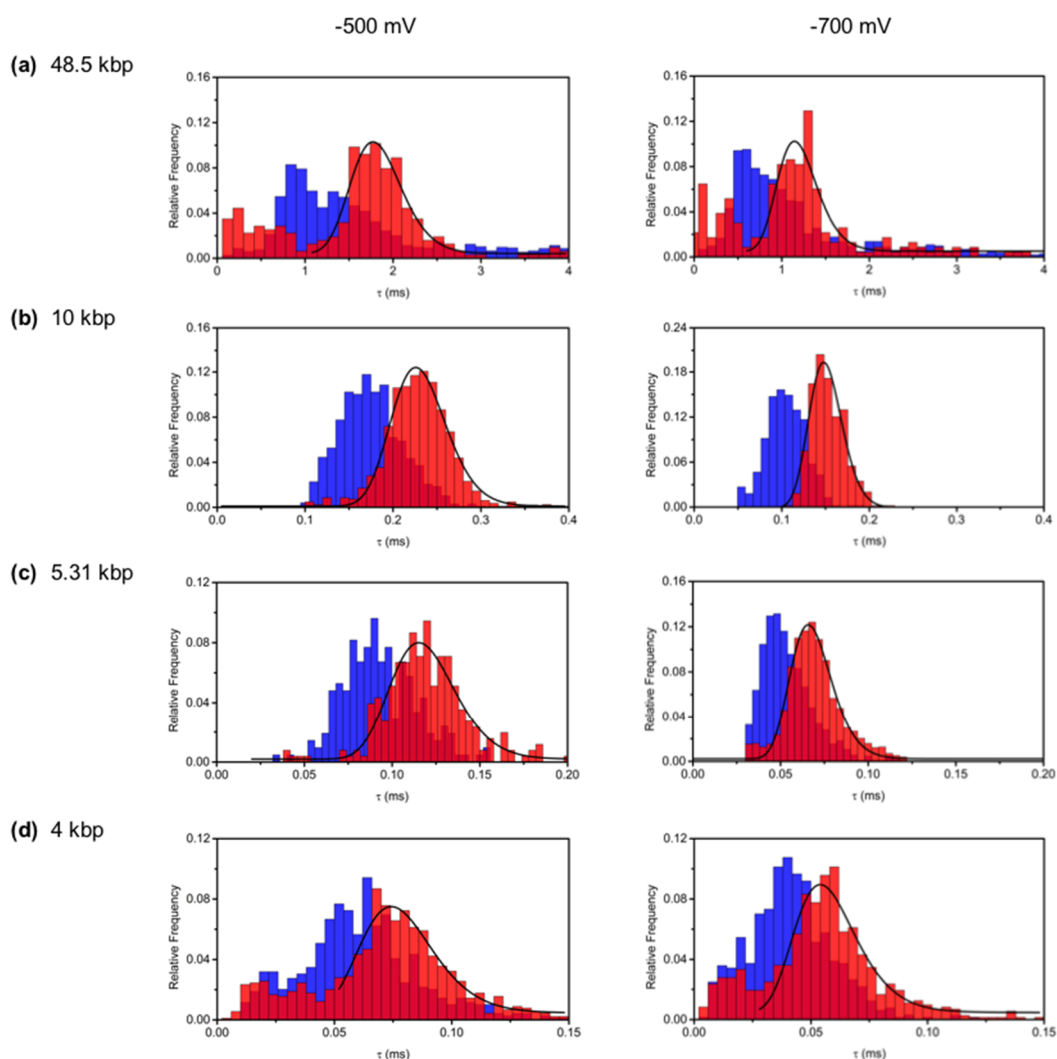 -500 mV
-700 mV
(a) 48.5 kbp
0.16
0.12
0.08
0.04
0.00
Relative Frequency
0 1 2 3 4
τ (ms)
0.16
0.12
0.08
0.04
0.00
Relative Frequency
0 1 2 3 4
τ (ms)
(b) 10 kbp
0.16
0.12
0.08
0.04
0.00
Relative Frequency
0.0 0.1 0.2 0.3 0.4
τ (ms)
0.24
0.18
0.12
0.06
0.00
Relative Frequency
0.0 0.1 0.2 0.3 0.4
τ (ms)
(c) 5.31 kbp
0.12
0.08
0.04
0.00
Relative Frequency
0.00 0.05 0.10 0.15 0.20
τ (ms)
0.16
0.12
0.08
0.04
0.00
Relative Frequency
0.00 0.05 0.10 0.15 0.20
τ (ms)
(d) 4 kbp
0.12
0.08
0.04
0.00
Relative Frequency
0.00 0.05 0.10 0.15
τ (ms)
0.12
0.08
0.04
0.00
Relative Frequency
0.00 0.05 0.10 0.15
τ (ms)